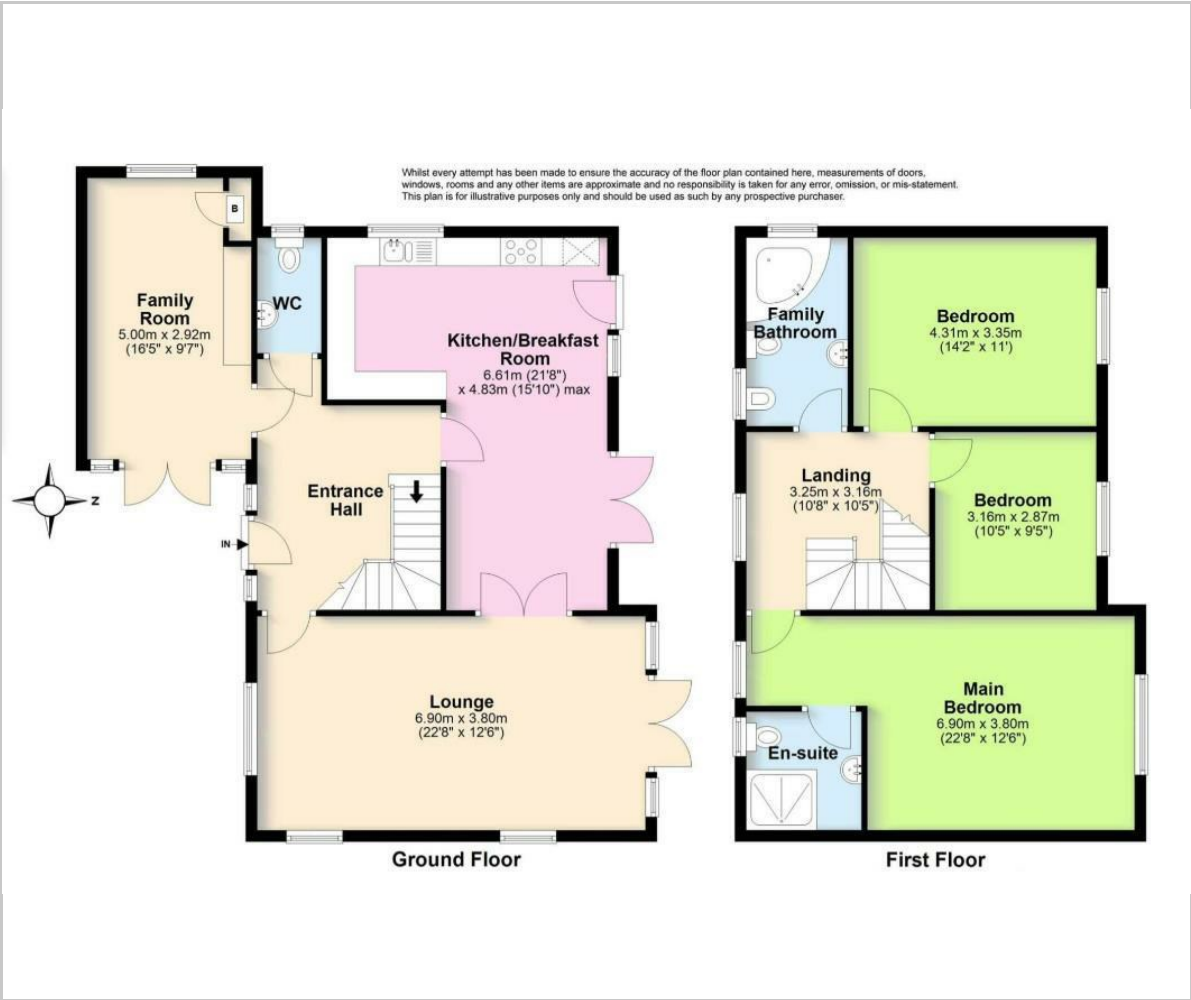 Whilst every attempt has been made to ensure the accuracy of the floor plan contained here, measurements of doors,
windows, rooms and any other items are approximate and no responsibility is taken for any error, omission, or mis-statement.
This plan is for illustrative purposes only and should be used as such by any prospective purchaser.
B
Family
Room
5.00m x 2.92m
(16'5" x 9'7")
WC
Kitchen/Breakfast
Room
6.61m (21'8")
x 4.83m (15'10") max
Z
Entrance
Hall
IN
Lounge
6.90m x 3.80m
(22'8" x 12'6")
Ground Floor
Family
Bathroom
Bedroom
4.31m x 3.35m
(14'2" x 11')
Landing
3.25m x 3.16m
(10'8" x 10'5")
Bedroom
3.16m x 2.87m
(10'5" x 9'5")
Main
Bedroom
6.90m x 3.80m
(22'8" x 12'6")
En-suite
First Floor